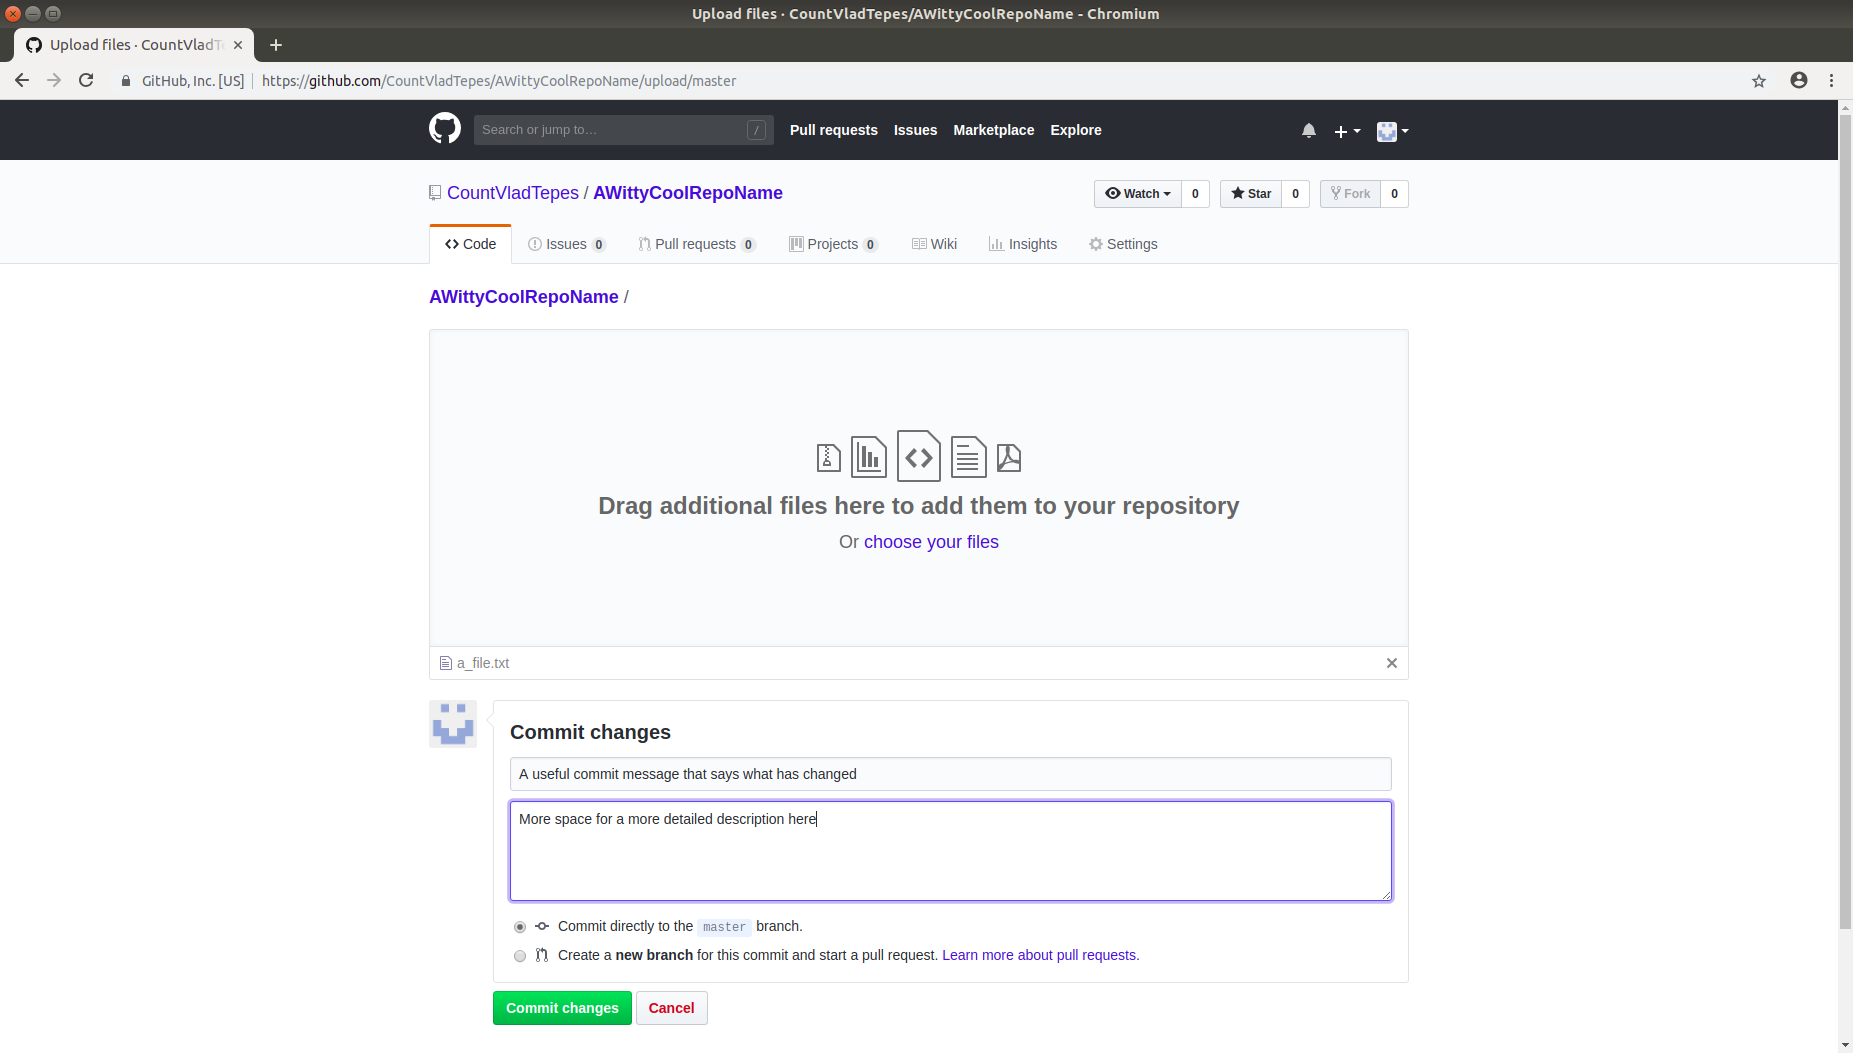 Upload files · CountVladTepes/AWittyCoolRepoName - Chromium
Upload files · CountVladT
GitHub, Inc. [US] https://github.com/CountVladTepes/AWittyCoolRepoName/upload/master
Search or jump to… / Pull requests Issues Marketplace Explore
CountVladTepes / AWittyCoolRepoName Watch 0 Star 0 Fork 0
Code Issues 0 Pull requests 0 Projects 0 Wiki Insights Settings
AWittyCoolRepoName /
Drag additional files here to add them to your repository
Or choose your files
a_file.txt
Commit changes
A useful commit message that says what has changed
More space for a more detailed description here
Commit directly to the master branch.
Create a new branch for this commit and start a pull request. Learn more about pull requests.
Commit changes Cancel